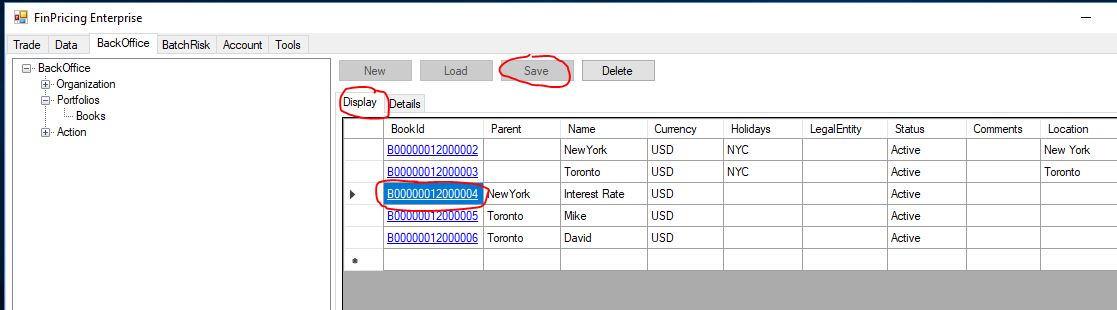 FinPricing Enterprise
Trade Data BackOffice BatchRisk Account Tools
BackOffice
Organization
Portfolios
Books
Action
New Load Save Delete
Display Details
BookId Parent Name Currency Holidays LegalEntity Status Comments Location
B00000012000002 NewYork USD NYC Active New York
B00000012000003 Toronto USD NYC Active Toronto
B00000012000004 NewYork Interest Rate USD Active
B00000012000005 Toronto Mike USD Active
B00000012000006 Toronto David USD Active